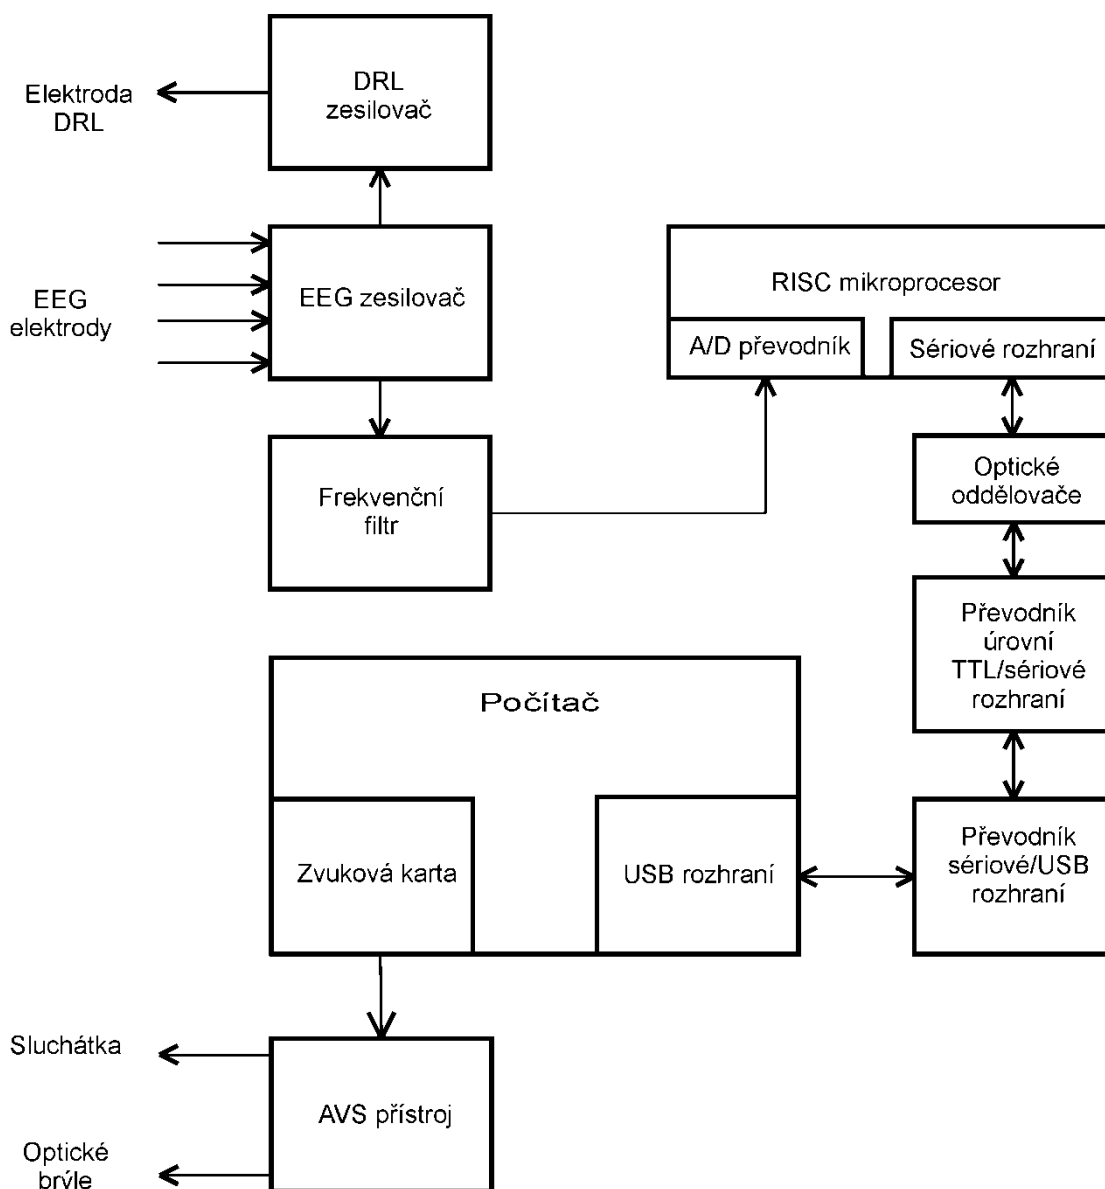 Elektroda
DRL
DRL
zesilovač
EEG
elektrody
EEG zesilovač
RISC mikroprocesor
A/D převodník
Sériové rozhraní
Frekvenční
filtr
Optické
oddělovače
Převodník
úrovní
TTL/sériové
rozhraní
Počítač
Zvuková karta
USB rozhraní
Převodník
sériové/USB
rozhraní
Sluchátka
AVS přístroj
Optické
brýle